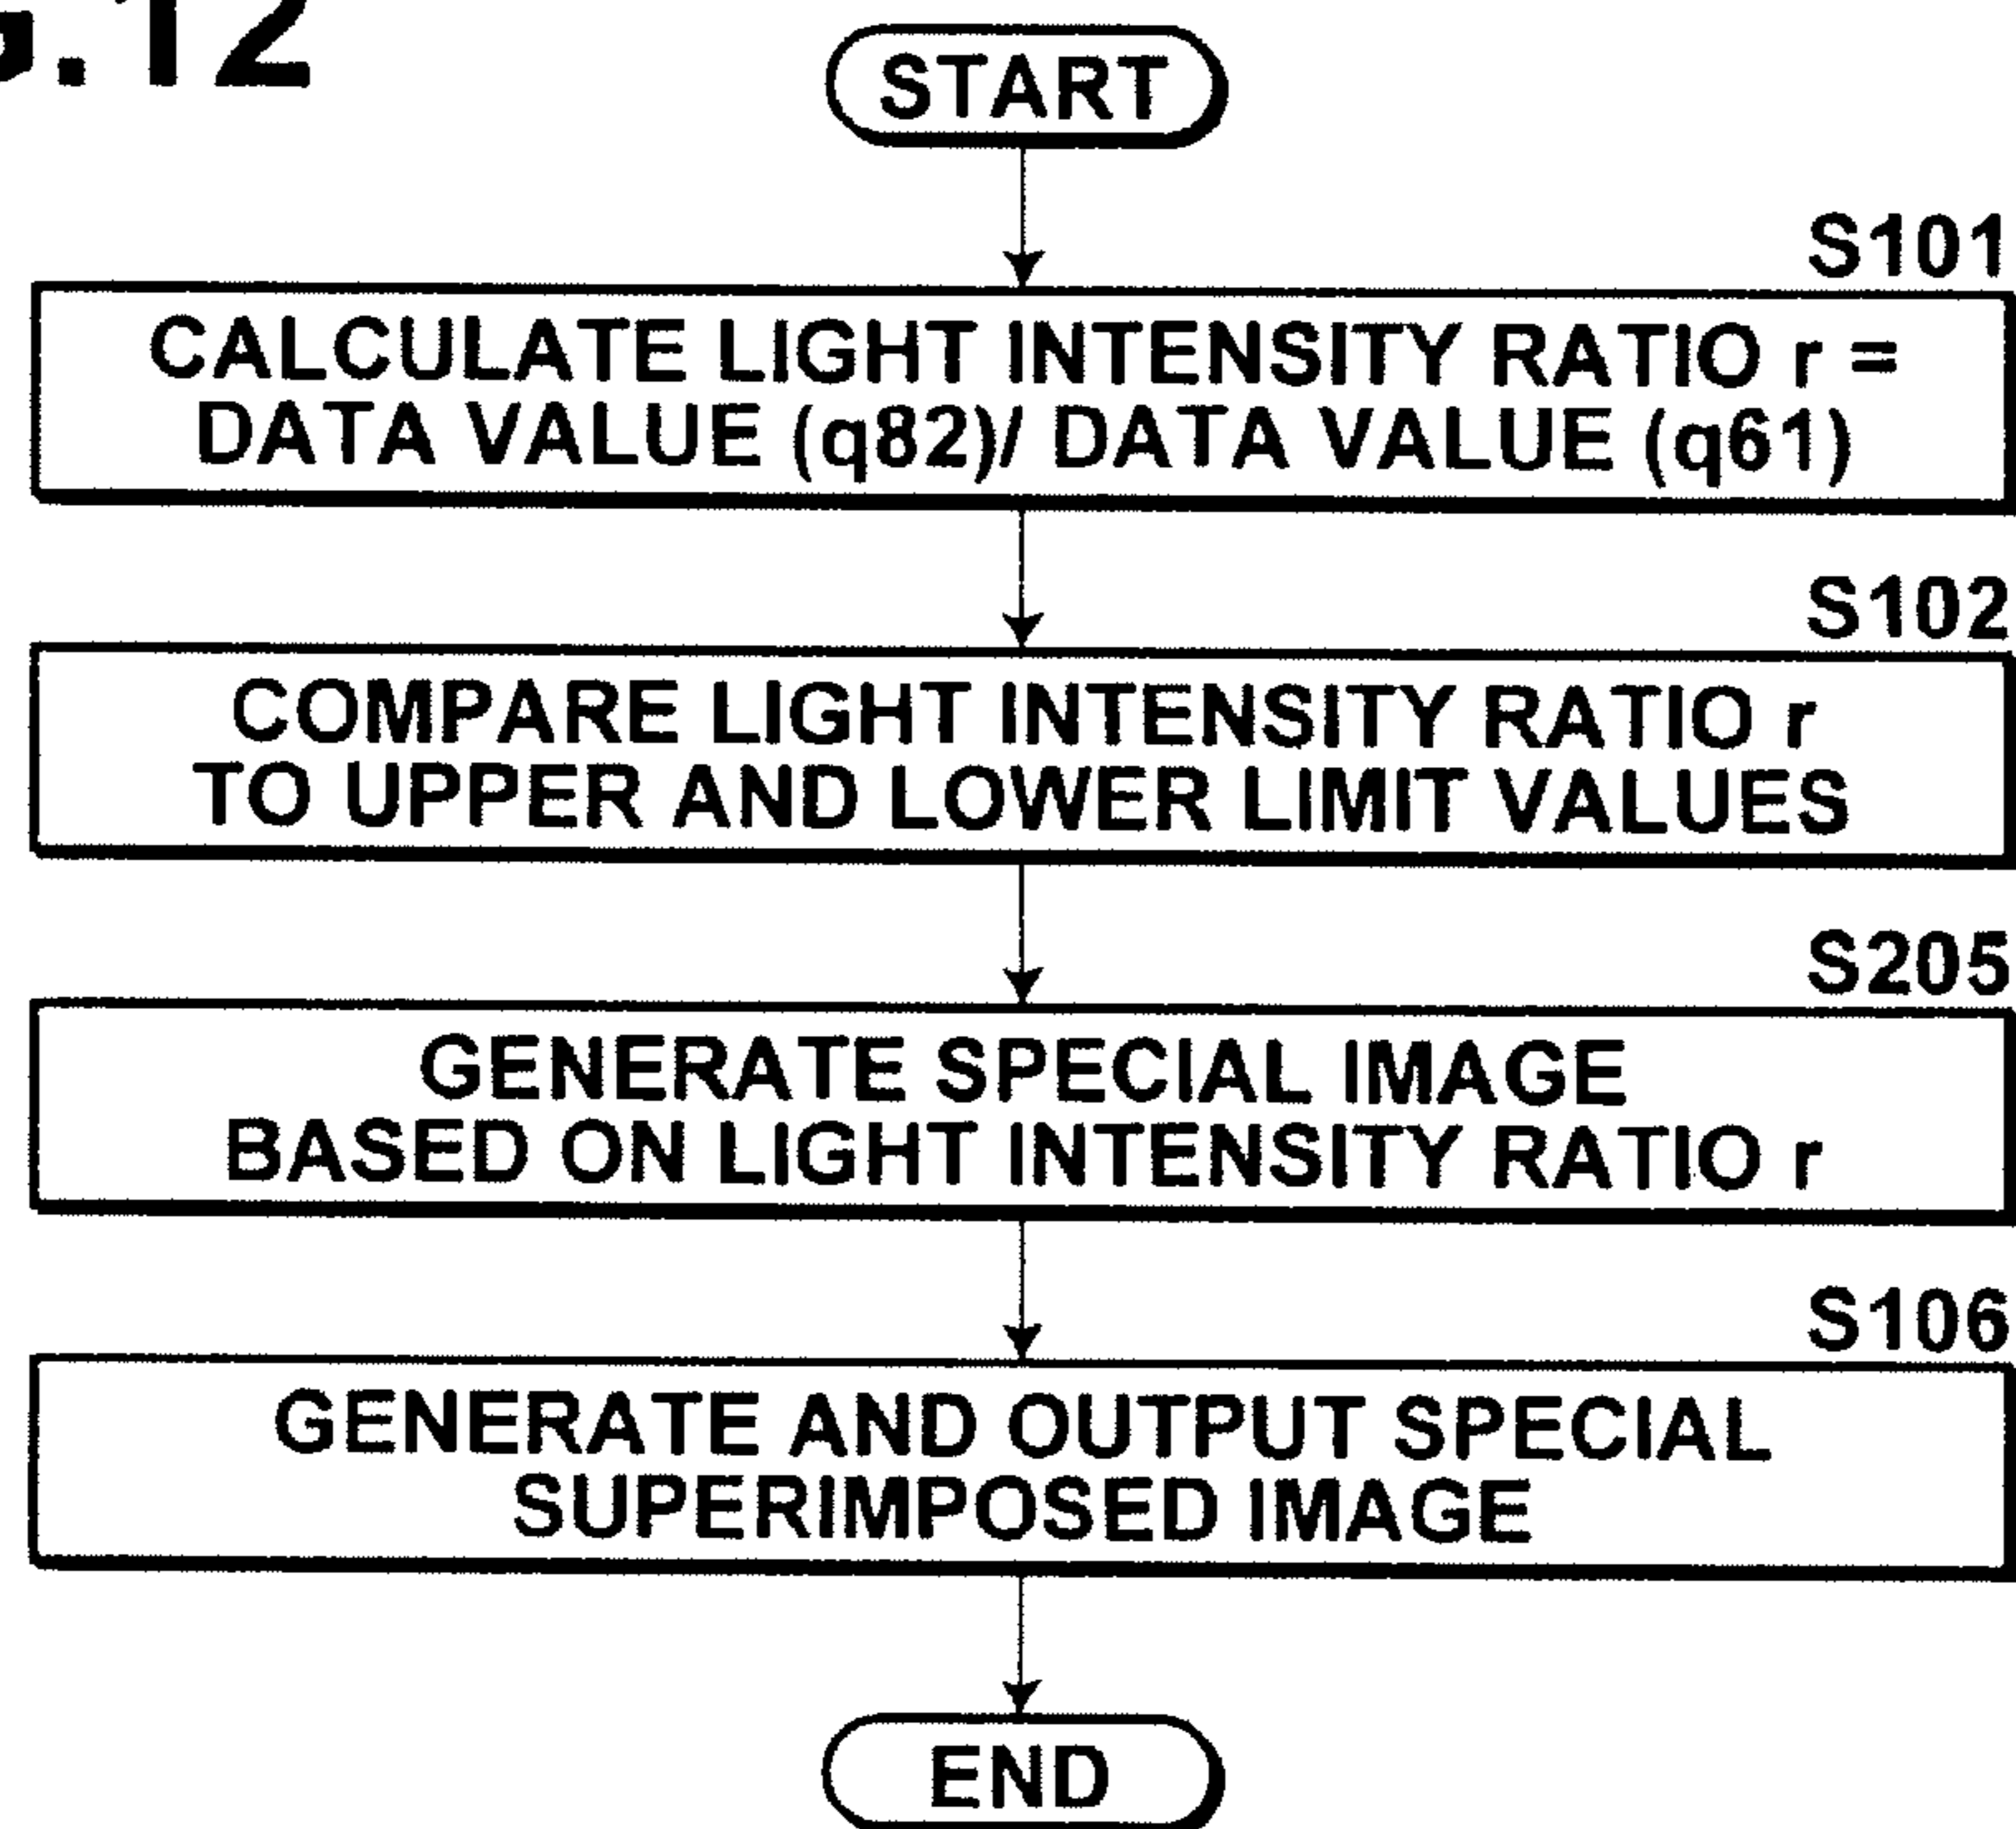 G.12
START
S101
CALCULATE LIGHT INTENSITY RATIO r =
DATA VALUE (q82)/ DATA VALUE (q61)
S102
COMPARE LIGHT INTENSITY RATIO r
TO UPPER AND LOWER LIMIT VALUES
S205
GENERATE SPECIAL IMAGE
BASED ON LIGHT INTENSITY RATIO r
S106
GENERATE AND OUTPUT SPECIAL
SUPERIMPOSED IMAGE
END